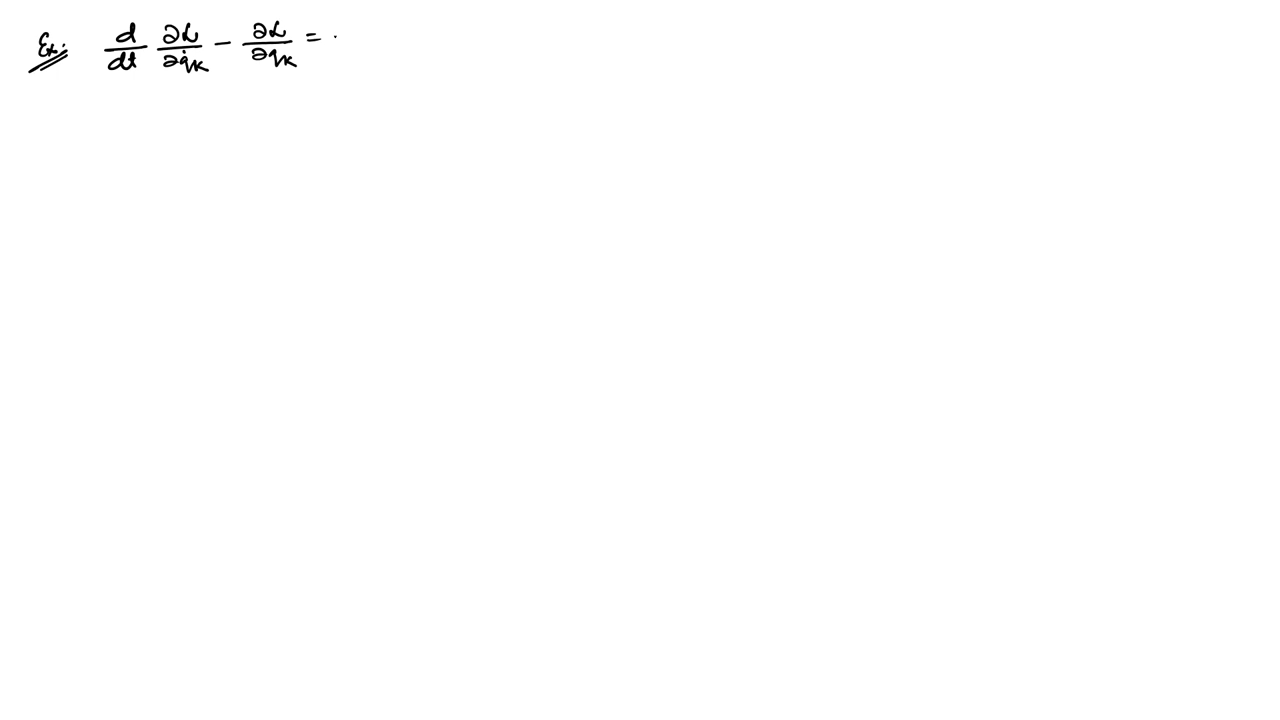 Ex: d/dt ∂L/∂q̇ₖ − ∂L/∂qₖ =